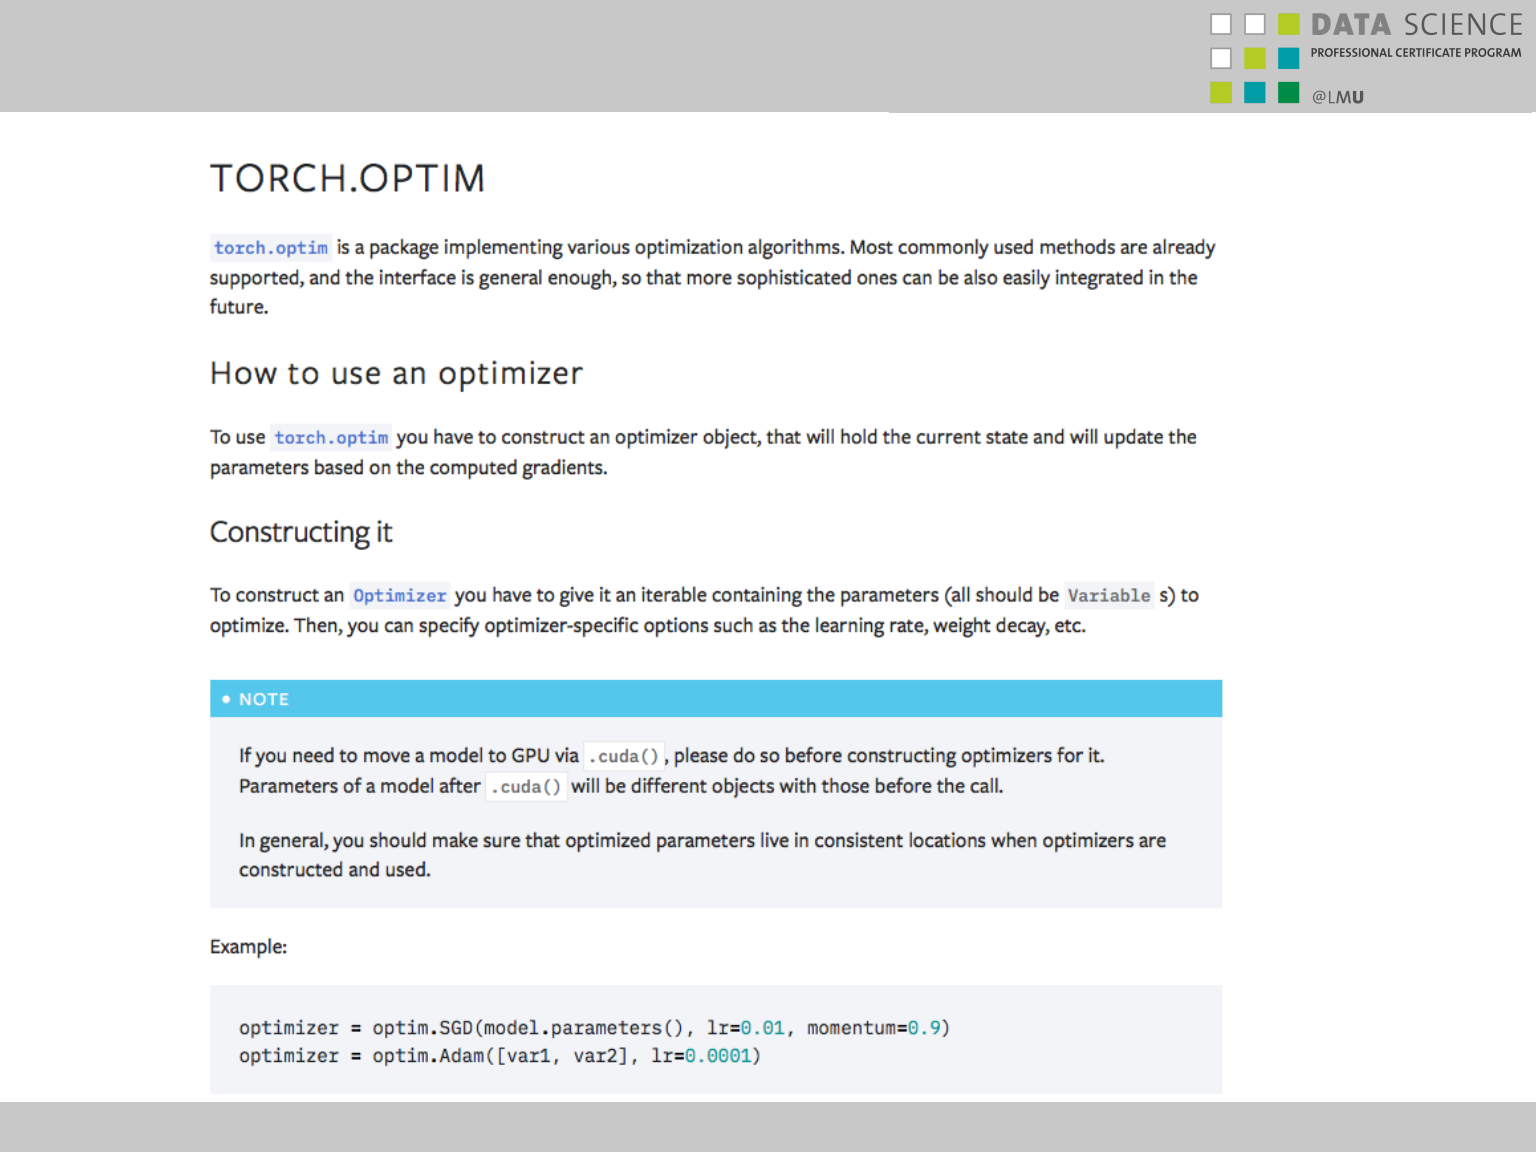 DATA SCIENCE
PROFESSIONAL CERTIFICATE PROGRAM
@LMU
TORCH.OPTIM
torch.optim is a package implementing various optimization algorithms. Most commonly used methods are already
supported, and the interface is general enough, so that more sophisticated ones can be also easily integrated in the
future.
How to use an optimizer
To use torch.optim you have to construct an optimizer object, that will hold the current state and will update the
parameters based on the computed gradients.
Constructing it
To construct an Optimizer you have to give it an iterable containing the parameters (all should be Variable s) to
optimize. Then, you can specify optimizer-specific options such as the learning rate, weight decay, etc.
• NOTE
If you need to move a model to GPU via .cuda() , please do so before constructing optimizers for it.
Parameters of a model after .cuda() will be different objects with those before the call.
In general, you should make sure that optimized parameters live in consistent locations when optimizers are
constructed and used.
Example:
optimizer = optim.SGD(model.parameters(), lr=0.01, momentum=0.9)
optimizer = optim.Adam([var1, var2], lr=0.0001)